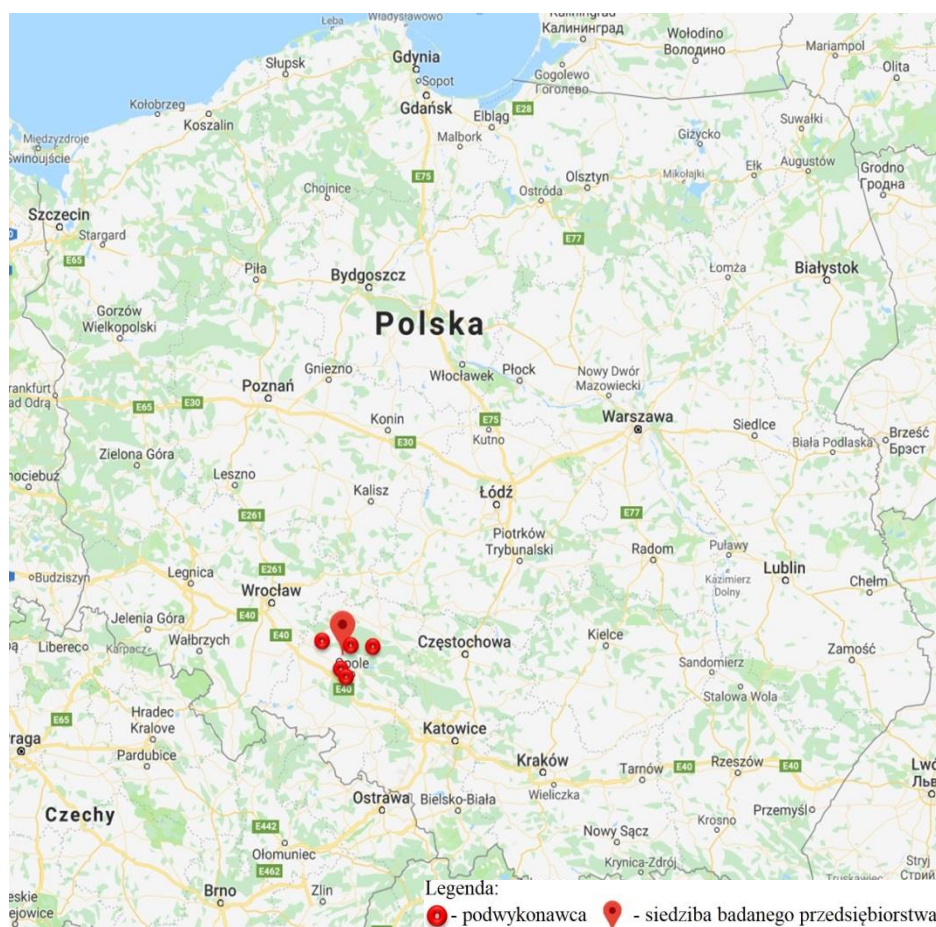 Łeba
Władysławowo
Kaliningrad
Калининград
Wołodino
Володино
Gdynia
Mariampol
Słupsk
Sopot
Gogolewo
Гоголево
Olita
Kołobrzeg
Gdańsk
Elbląg
E28
Koszalin
Suwałki
Międzyzdroje
Malbork
Giżycko
Świnoujście
E75
Olsztyn
Mikołajki
Ełk
Augustów
Grodno
Гродна
Chojnice
Ostróda
Szczecin
Stargard
E77
E65
Piła
Bydgoszcz
Łomża
Białystok
Gorzów
Wielkopolski
Polska
Gniezno
Włocławek
Płock
Nowy Dwór
Mazowiecki
Frankfurt
ad Odrą
Poznań
E65
E30
Konin
E75
Warszawa
Siedlce
Brześć
Брэст
Kutno
E30
Biała Podlaska
Zielona Góra
Leszno
Kalisz
Łódź
E261
E77
Piotrków
Trybunalski
Radom
Puławy
E261
Lublin
Budziszyn
Legnica
Kazimierz
Dolny
Chełm
Wrocław
Jelenia Góra
E40
E40
Wałbrzych
Częstochowa
Kielce
Liberec
Karpacz
Zamość
Opole
Sandomierz
E40
Stalowa Wola
E65
Hradec
Kralove
Praga
Katowice
Pardubice
Kraków
Tarnów
E40
Rzeszów
E40
Wieliczka
Lwó
Льв
Ostrawa
Bielsko-Biała
Przemyśl
Czechy
E442
Krosno
Nowy Sącz
Ołomuniec
E462
Krynica-Zdrój
Stryj
Стрий
Truskawiec
Brno
Zlin
Legenda:
- podwykonawca - siedziba badanego przedsiębiorstwa